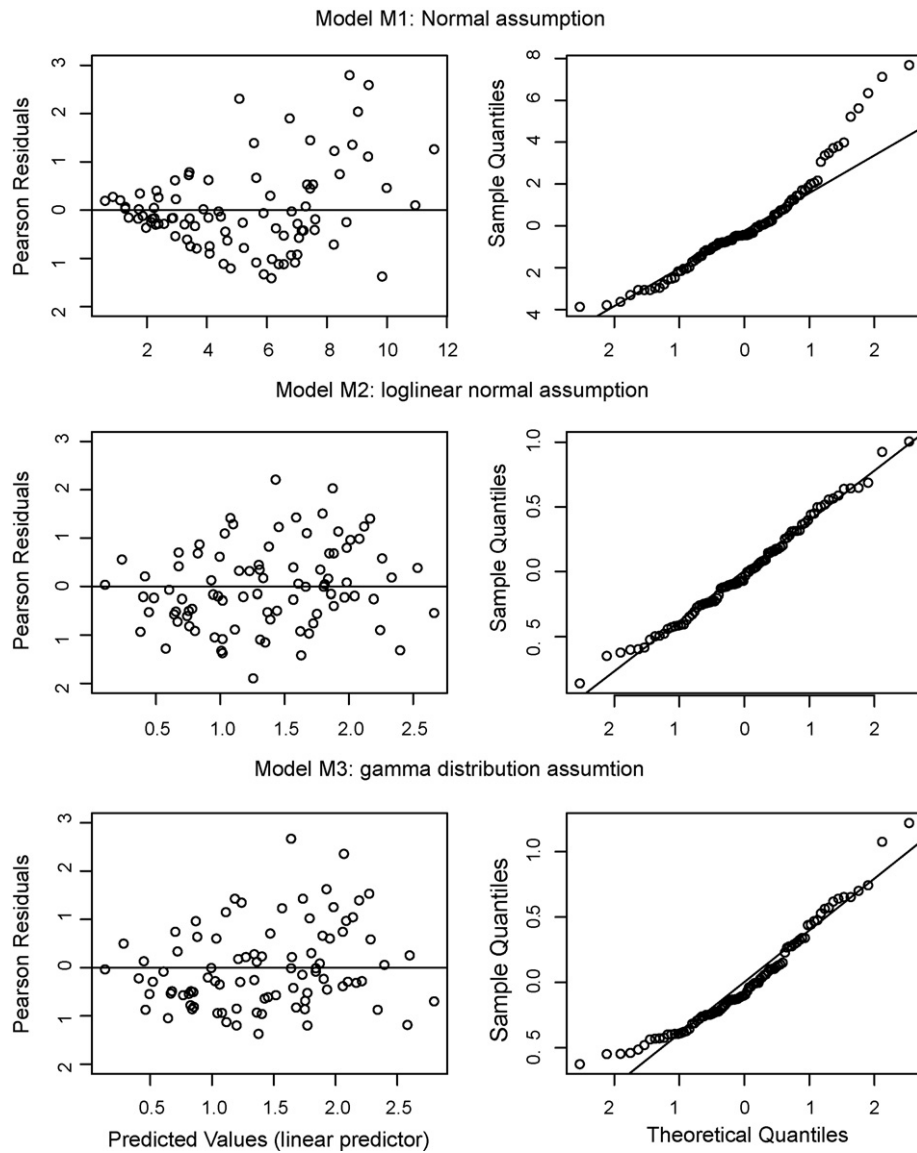 Model M1: Normal assumption
Pearson Residuals
3
2
1
0
1
2
2 4 6 8 10 12
Sample Quantiles
8
6
4
2
0
2
4
2 1 0 1 2
Model M2: loglinear normal assumption
Pearson Residuals
3
2
1
0
1
2
0.5 1.0 1.5 2.0 2.5
Sample Quantiles
1.0
0.5
0.0
0. 5
2 1 0 1 2
Model M3: gamma distribution assumtion
Pearson Residuals
3
2
1
0
1
2
0.5 1.0 1.5 2.0 2.5
Predicted Values (linear predictor)
Sample Quantiles
1.0
0.5
0.0
0. 5
2 1 0 1 2
Theoretical Quantiles